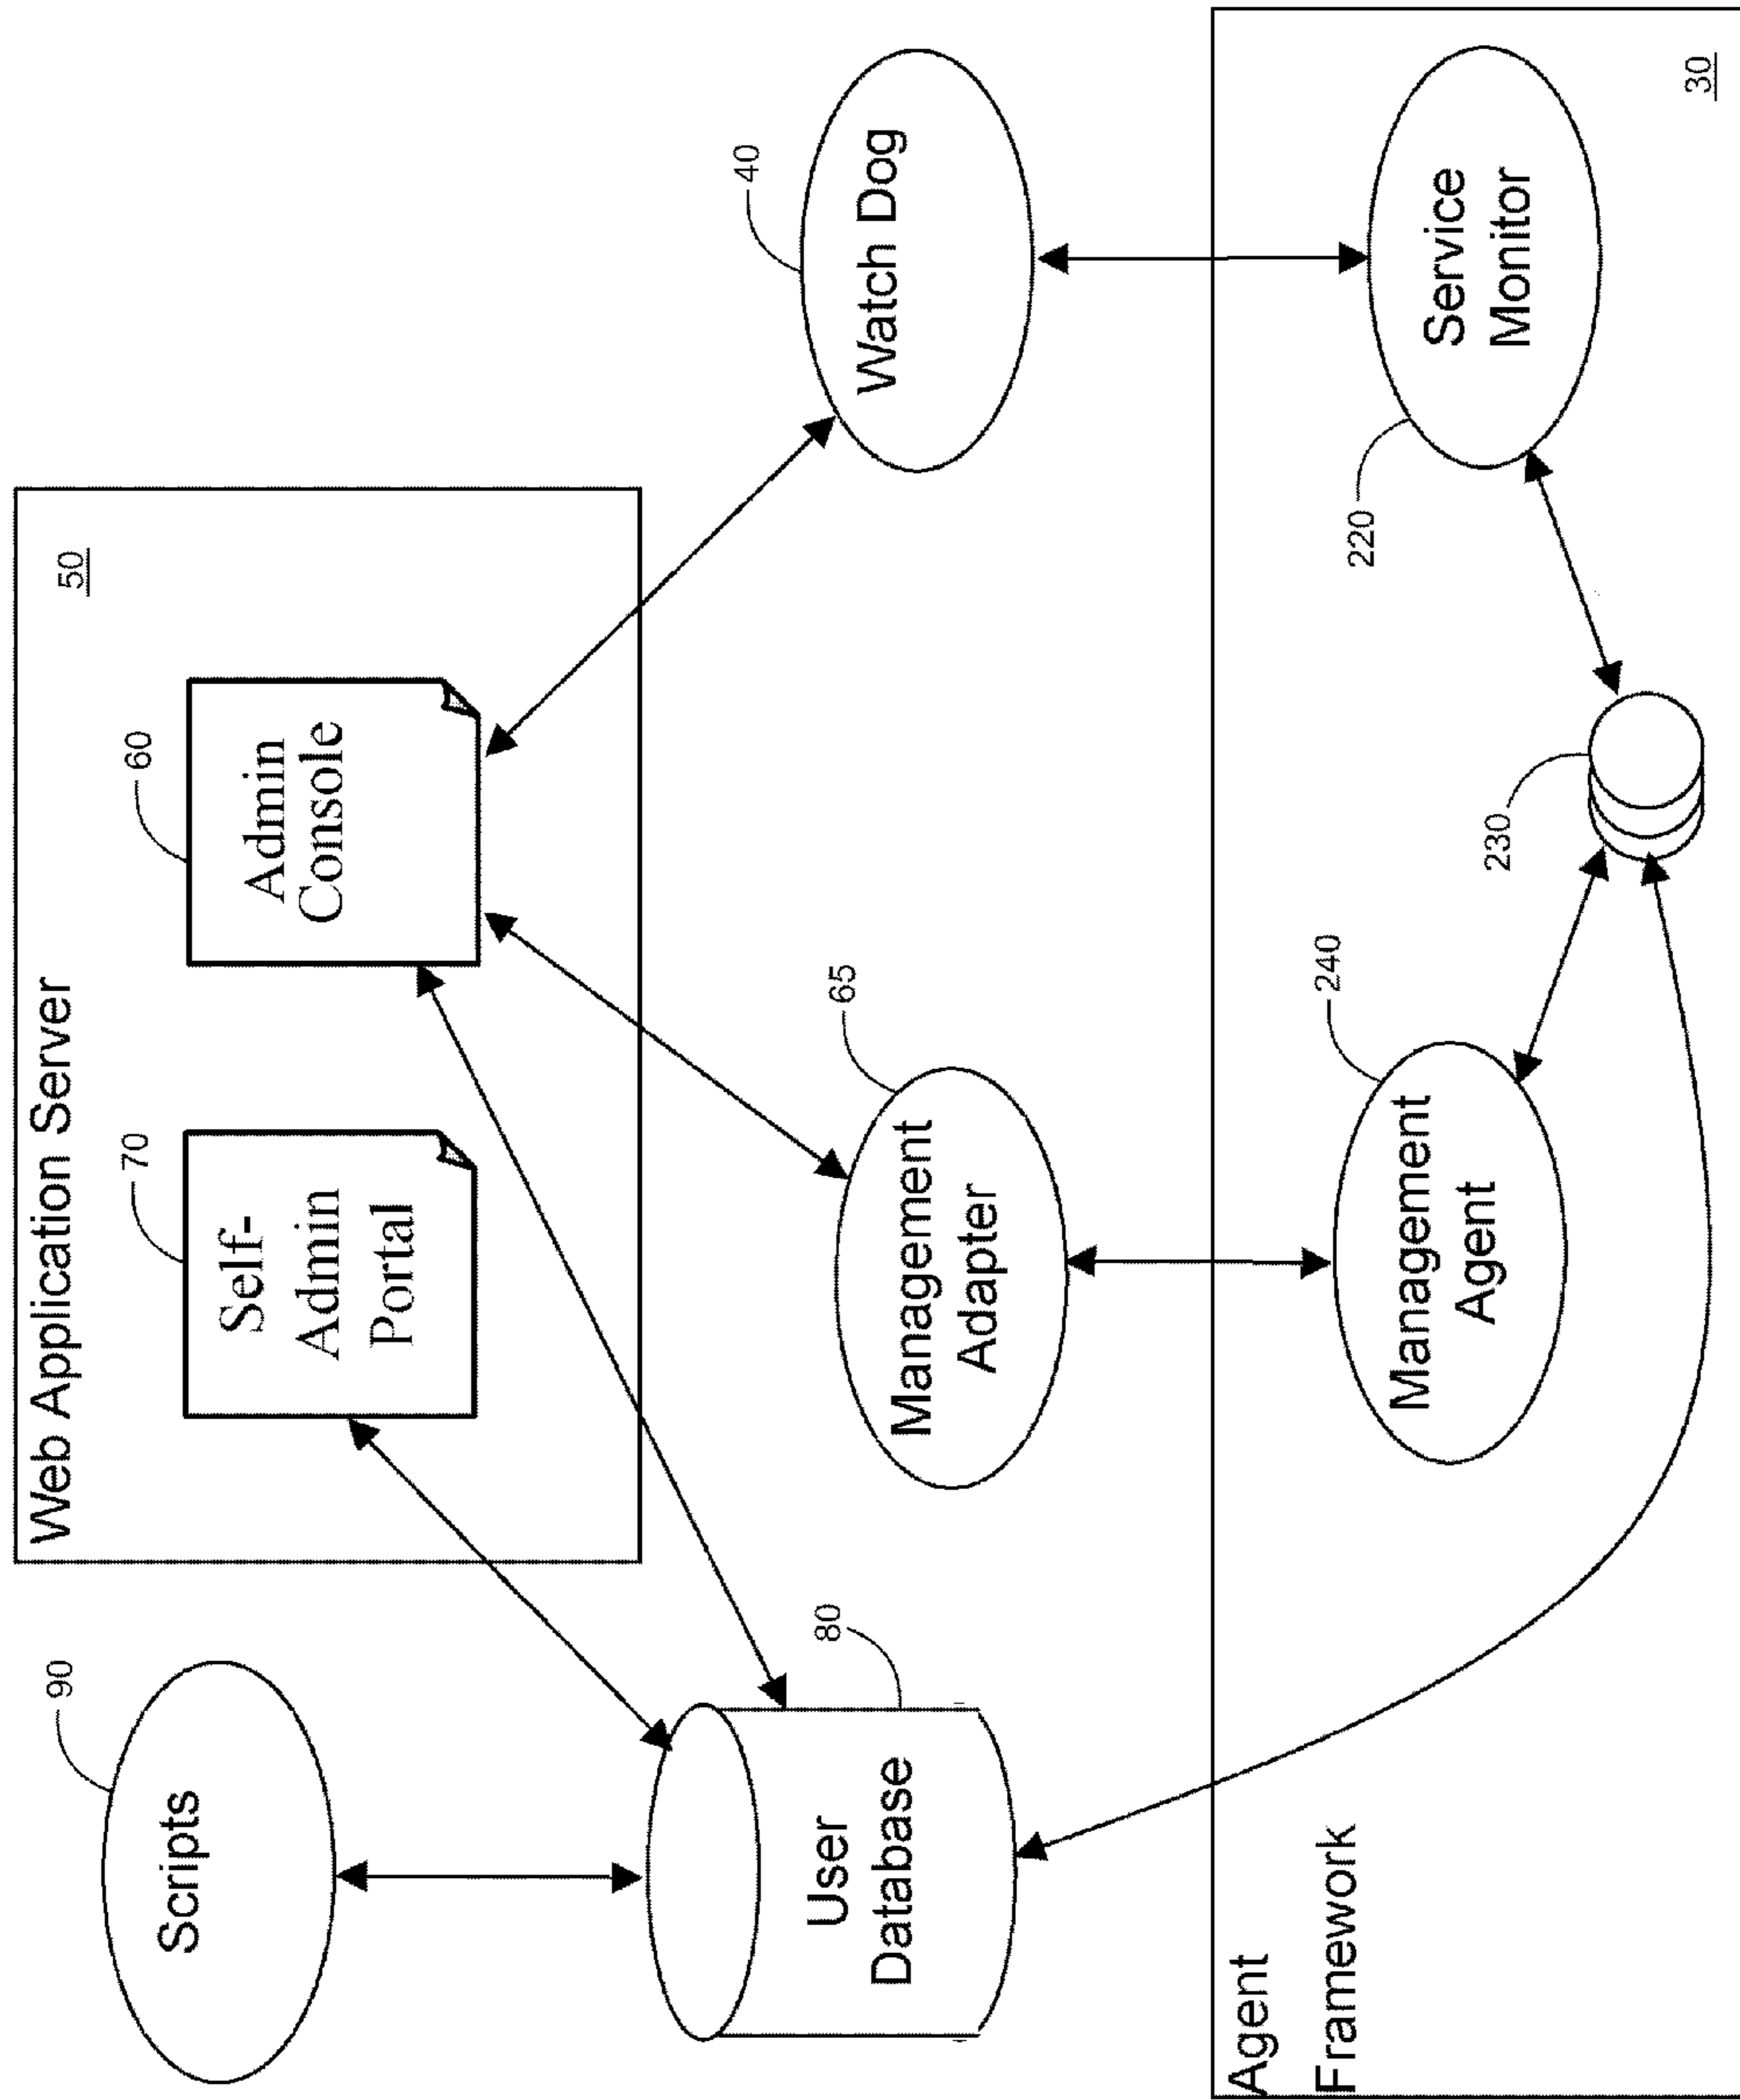 Web Application Server
50
90
Scripts
70
Self-
Admin
Portal
60
Admin
Console
80
User
Database
65
Management
Adapter
40
Watch Dog
Agent
Framework
240
Management
Agent
230
220
Service
Monitor
30